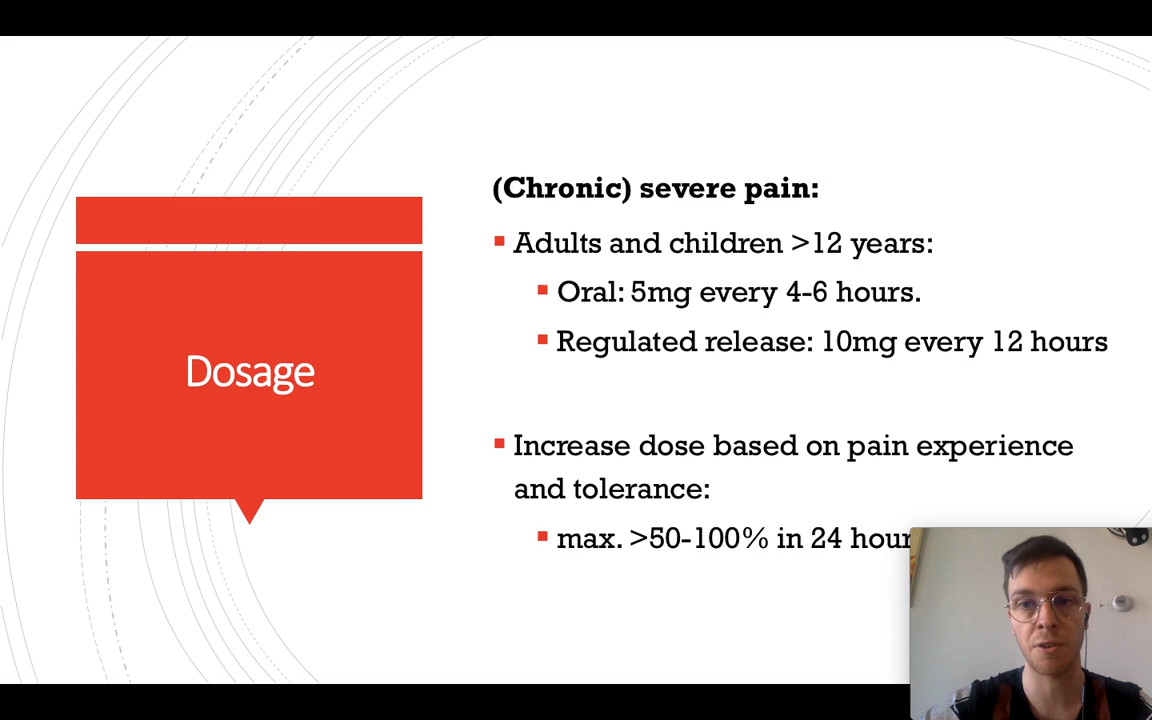 (Chronic) severe pain:
Adults and children >12 years:
Oral: 5mg every 4-6 hours.
Regulated release: 10mg every 12 hours
Dosage
Increase dose based on pain experience
and tolerance:
max. >50-100% in 24 hour